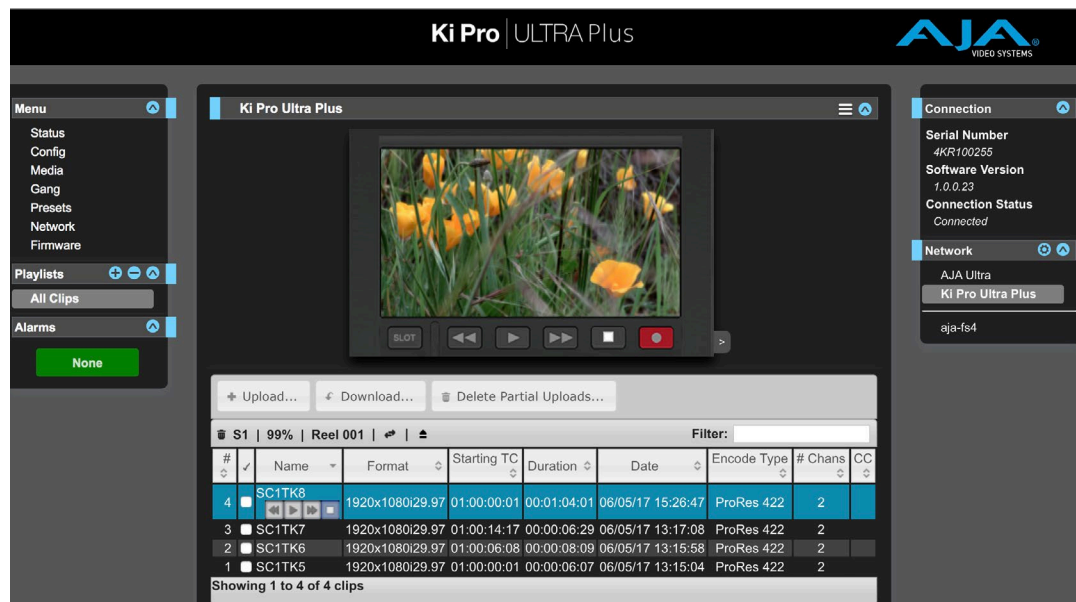 Ki Pro | ULTRA Plus
AJA®
VIDEO SYSTEMS
Menu
Status
Config
Media
Gang
Presets
Network
Firmware
Playlists
All Clips
Alarms
None
Ki Pro Ultra Plus
SLOT
>
Upload...
Download...
Delete Partial Uploads...
S1 | 99% | Reel 001 | |
Filter:
# ✓ Name Format Starting TC Duration Date Encode Type # Chans CC
4 SC1TK8 1920x1080i29.97 01:00:00:01 00:01:04:01 06/05/17 15:26:47 ProRes 422 2
3 SC1TK7 1920x1080i29.97 01:00:14:17 00:00:06:29 06/05/17 13:17:08 ProRes 422 2
2 SC1TK6 1920x1080i29.97 01:00:06:08 00:00:08:09 06/05/17 13:15:58 ProRes 422 2
1 SC1TK5 1920x1080i29.97 01:00:00:01 00:00:06:07 06/05/17 13:15:04 ProRes 422 2
Showing 1 to 4 of 4 clips
Connection
Serial Number
4KR100255
Software Version
1.0.0.23
Connection Status
Connected
Network
AJA Ultra
Ki Pro Ultra Plus
aja-fs4